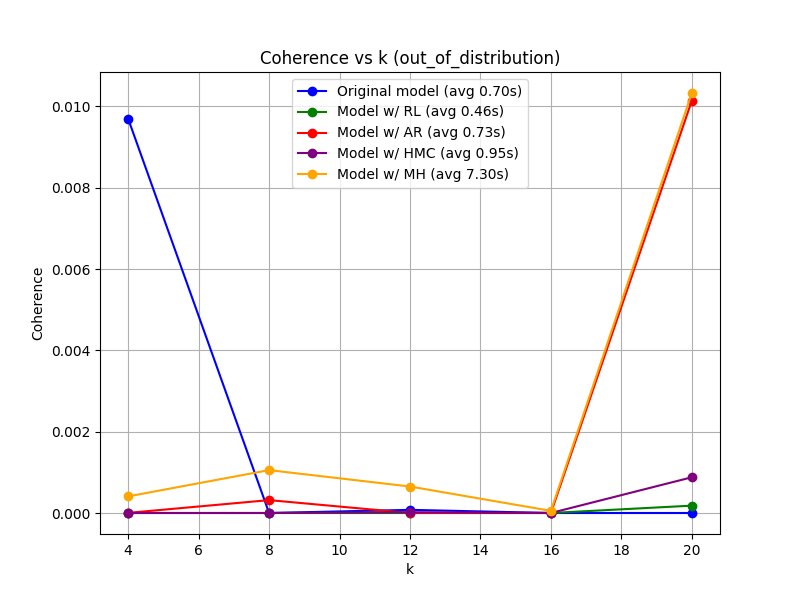 Coherence vs k (out_of_distribution)
Original model (avg 0.70s)
Model w/ RL (avg 0.46s)
Model w/ AR (avg 0.73s)
Model w/ HMC (avg 0.95s)
Model w/ MH (avg 7.30s)
0.010
0.008
0.006
0.004
0.002
0.000
Coherence
4 6 8 10 12 14 16 18 20
k